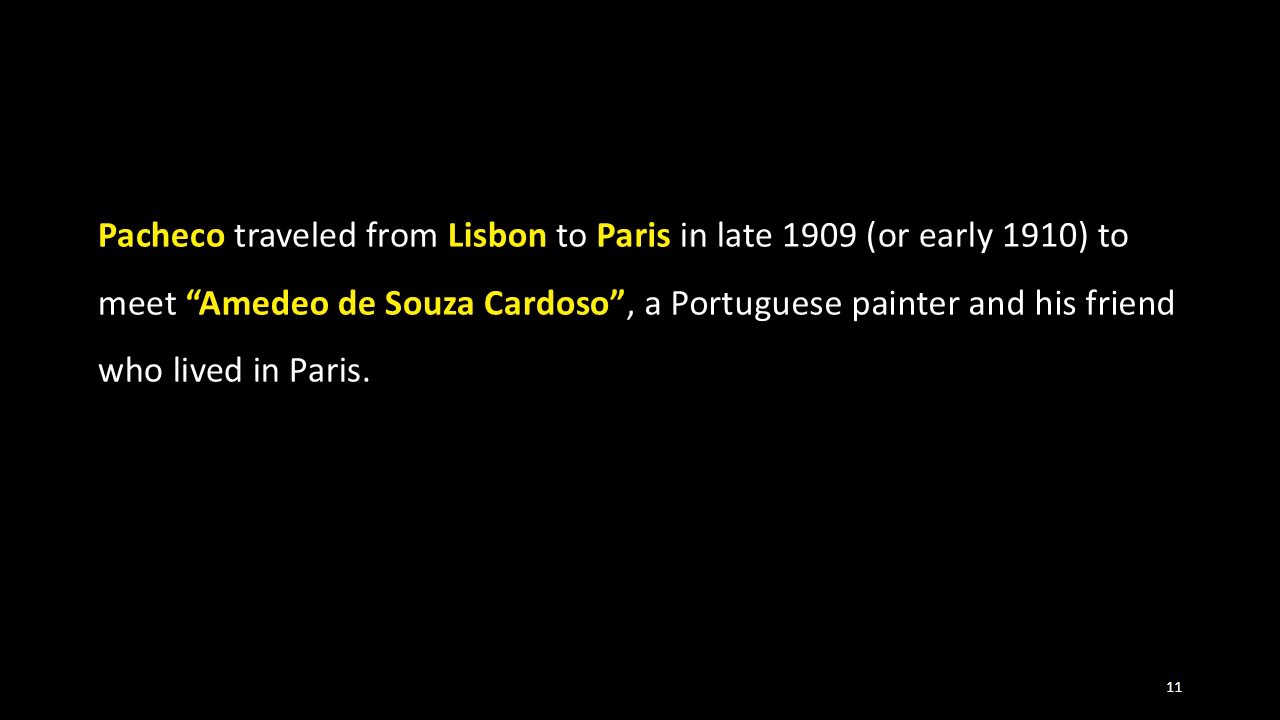 Pacheco traveled from Lisbon to Paris in late 1909 (or early 1910) to
meet “Amedeo de Souza Cardoso”, a Portuguese painter and his friend
who lived in Paris.
11